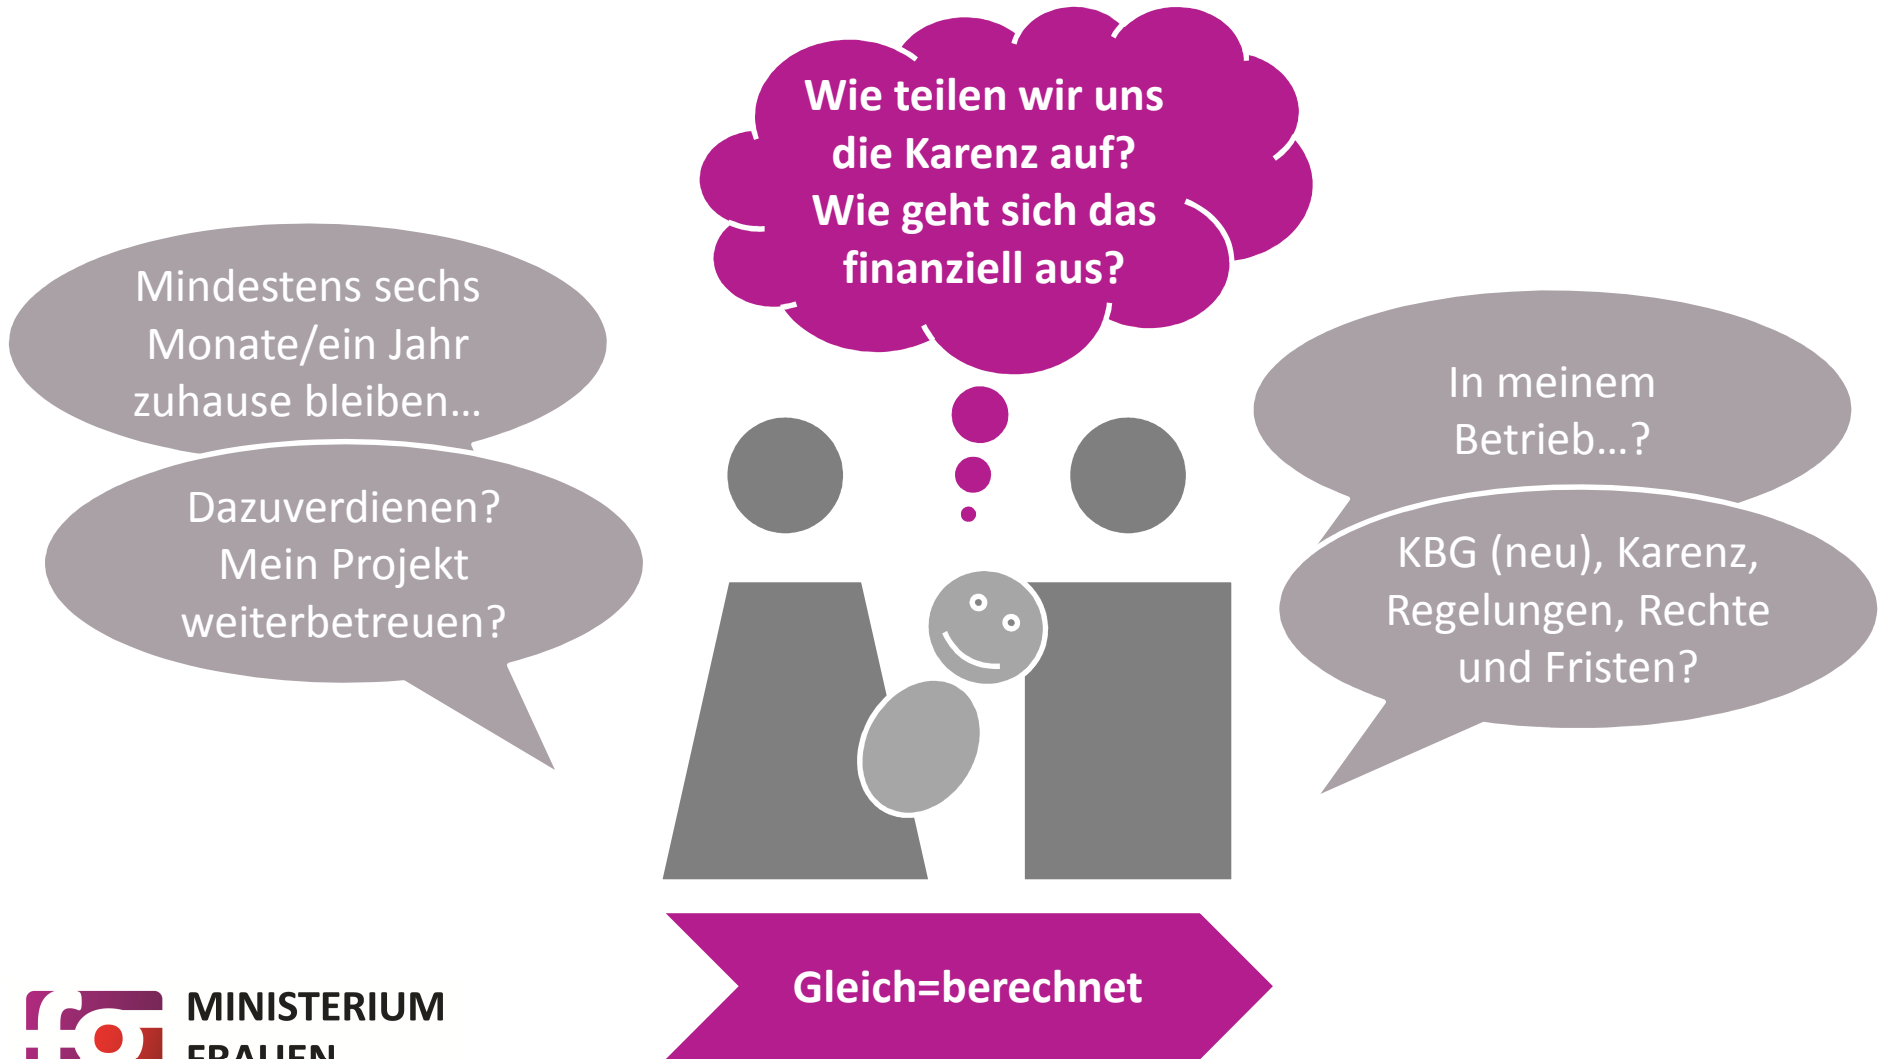 Wie teilen wir uns
die Karenz auf?
Wie geht sich das
finanziell aus?
Mindestens sechs
Monate/ein Jahr
zuhause bleiben…
Dazuverdienen?
Mein Projekt
weiterbetreuen?
In meinem
Betrieb…?
KBG (neu), Karenz,
Regelungen, Rechte
und Fristen?
Gleich=berechnet
MINISTERIUM
FRAUEN